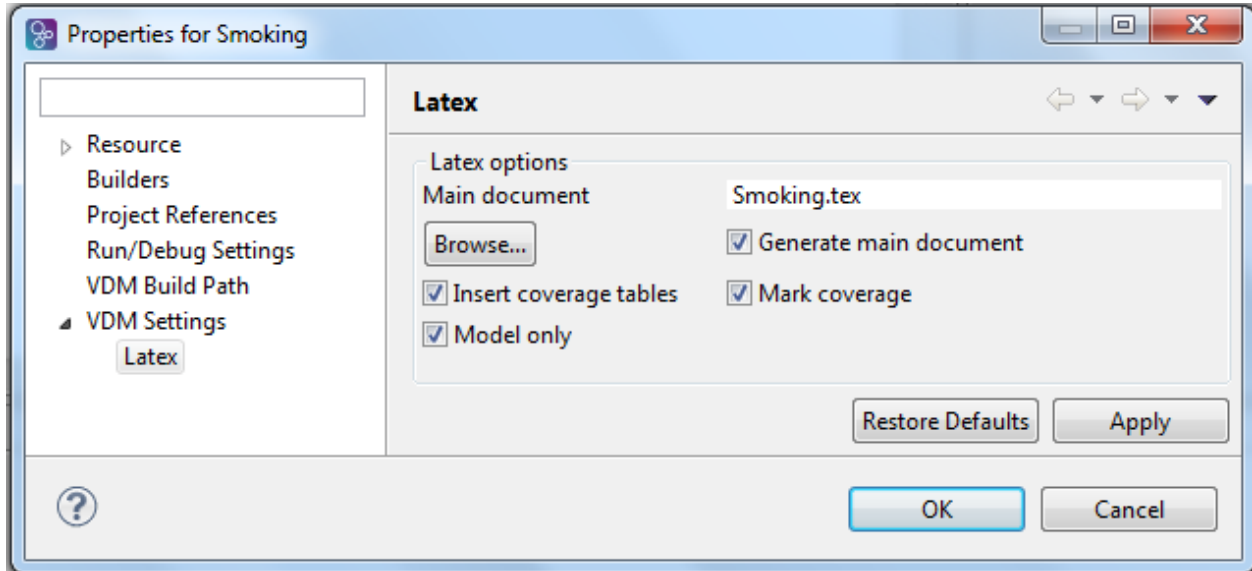 Properties for Smoking
Resource
Builders
Project References
Run/Debug Settings
VDM Build Path
VDM Settings
Latex
Latex
Latex options
Main document Smoking.tex
Browse... Generate main document
Insert coverage tables Mark coverage
Model only
Restore Defaults Apply
? OK Cancel